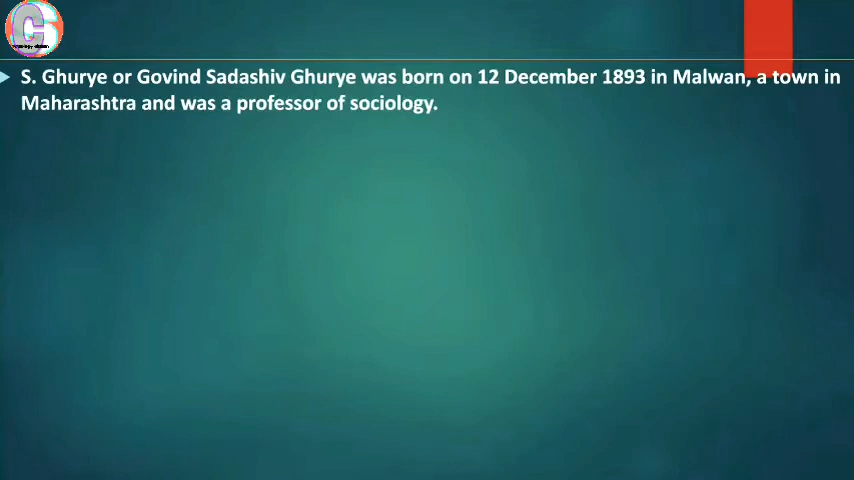 S. Ghurye or Govind Sadashiv Ghurye was born on 12 December 1893 in Malwan, a town in
Maharashtra and was a professor of sociology.